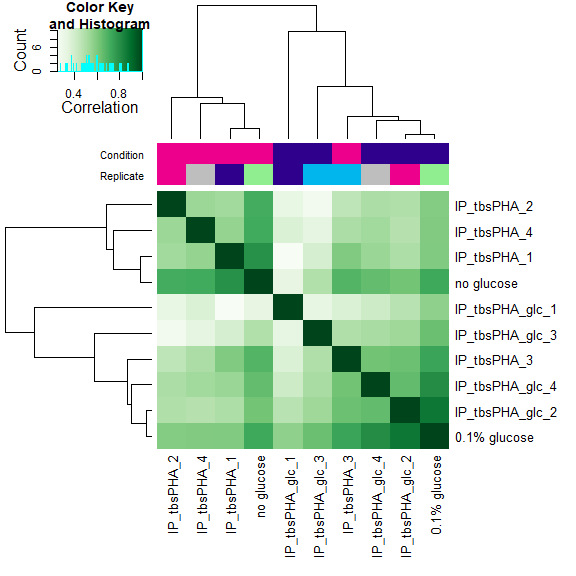 Color Key
and Histogram
Count
0 6
0.4 0.8
Correlation
Condition
Replicate
IP_tbsPHA_2
IP_tbsPHA_4
IP_tbsPHA_1
no glucose
IP_tbsPHA_glc_1
IP_tbsPHA_glc_3
IP_tbsPHA_3
IP_tbsPHA_glc_4
IP_tbsPHA_glc_2
0.1% glucose
IP_tbsPHA_2
IP_tbsPHA_4
IP_tbsPHA_1
no glucose
IP_tbsPHA_glc_1
IP_tbsPHA_glc_3
IP_tbsPHA_3
IP_tbsPHA_glc_4
IP_tbsPHA_glc_2
0.1% glucose